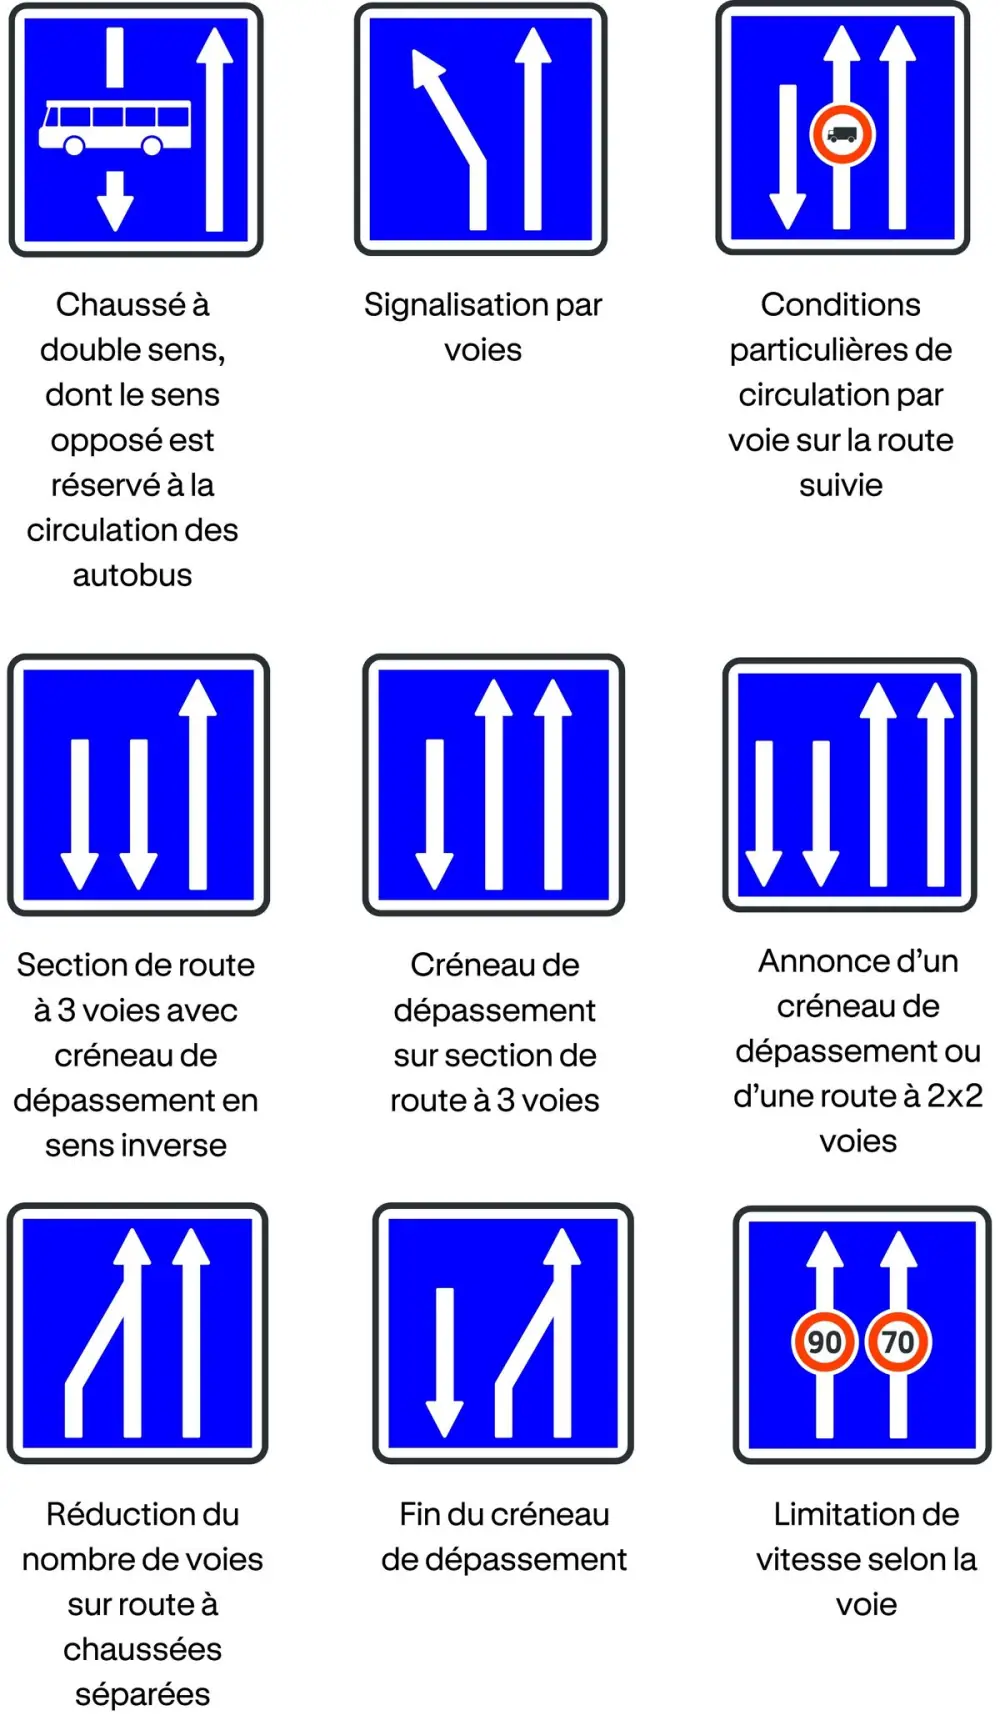 Chaussé à
double sens,
dont le sens
opposé est
réservé à la
circulation des
autobus
Signalisation par
voies
Conditions
particulières de
circulation par
voie sur la route
suivie
Section de route
à 3 voies avec
créneau de
dépassement en
sens inverse
Créneau de
dépassement
sur section de
route à 3 voies
Annonce d’un
créneau de
dépassement ou
d’une route à 2x2
voies
Réduction du
nombre de voies
sur route à
chaussées
séparées
Fin du créneau
de dépassement
90
70
Limitation de
vitesse selon la
voie